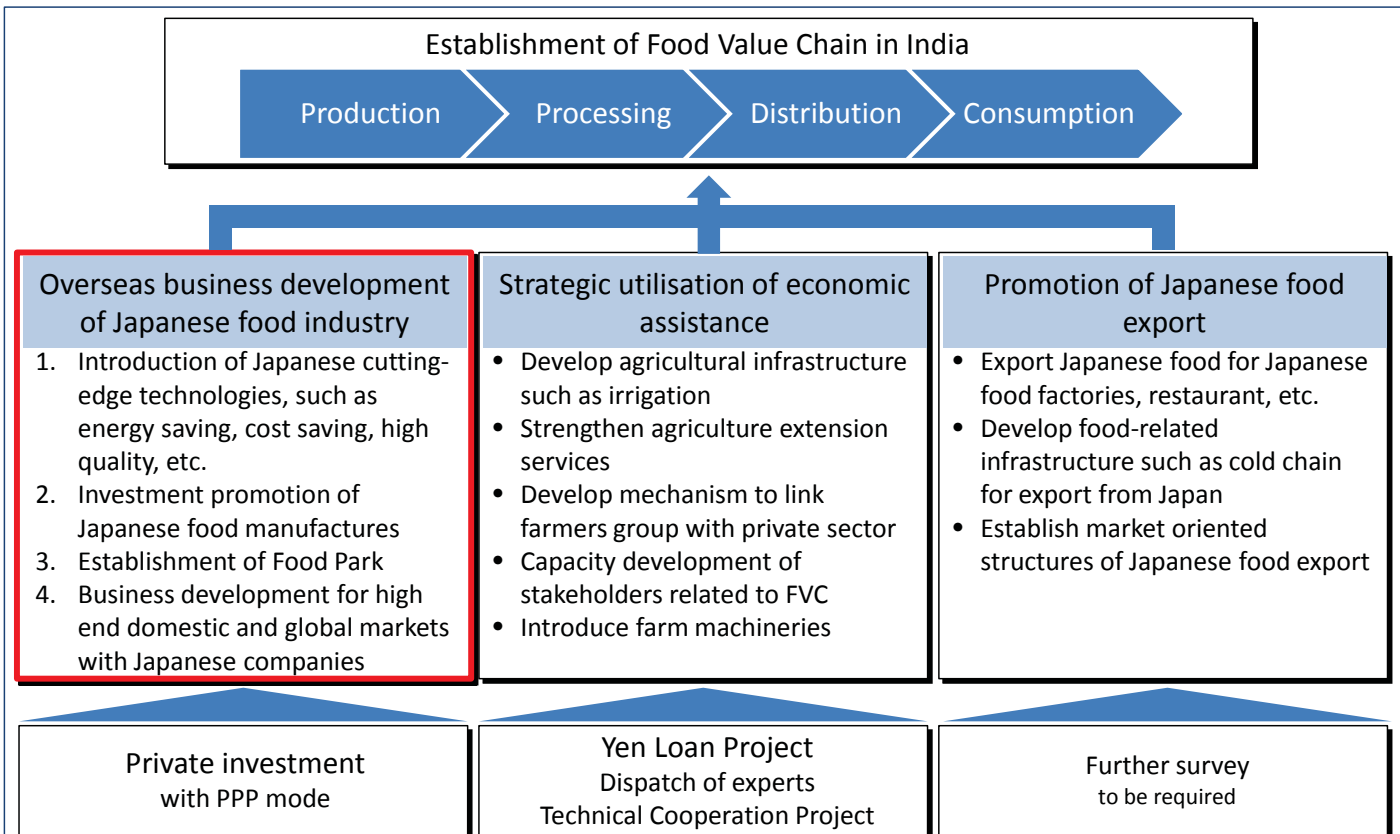 Establishment of Food Value Chain in India
Production
Processing
Distribution
Consumption
Overseas business development
of Japanese food industry
1. Introduction of Japanese cutting-
edge technologies, such as
energy saving, cost saving, high
quality, etc.
2. Investment promotion of
Japanese food manufactures
3. Establishment of Food Park
4. Business development for high
end domestic and global markets
with Japanese companies
Strategic utilisation of economic
assistance
• Develop agricultural infrastructure
such as irrigation
• Strengthen agriculture extension
services
• Develop mechanism to link
farmers group with private sector
• Capacity development of
stakeholders related to FVC
• Introduce farm machineries
Promotion of Japanese food
export
• Export Japanese food for Japanese
food factories, restaurant, etc.
• Develop food-related
infrastructure such as cold chain
for export from Japan
• Establish market oriented
structures of Japanese food export
Private investment
with PPP mode
Yen Loan Project
Dispatch of experts
Technical Cooperation Project
Further survey
to be required